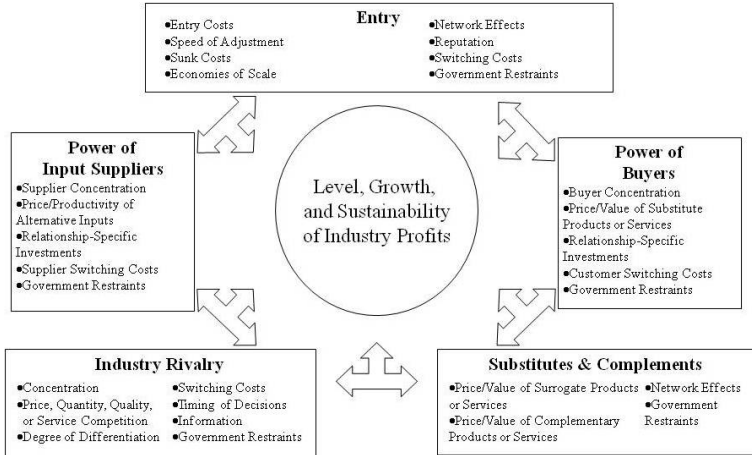 Entry
●Entry Costs
●Speed of Adjustment
●Sunk Costs
●Economies of Scale
●Network Effects
●Reputation
●Switching Costs
●Government Restraints
Power of
Input Suppliers
●Supplier Concentration
●Price/Productivity of
Alternative Inputs
●Relationship-Specific
Investments
●Supplier Switching Costs
●Government Restraints
Level, Growth,
and Sustainability
of Industry Profits
Power of
Buyers
●Buyer Concentration
●Price/Value of Substitute
Products or Services
●Relationship-Specific
Investments
●Customer Switching Costs
●Government Restraints
Industry Rivalry
●Concentration
●Price, Quantity, Quality,
or Service Competition
●Degree of Differentiation
●Switching Costs
●Timing of Decisions
●Information
●Government Restraints
Substitutes & Complements
●Price/Value of Surrogate Products
or Services
●Price/Value of Complementary
Products or Services
●Network Effects
●Government
Restraints